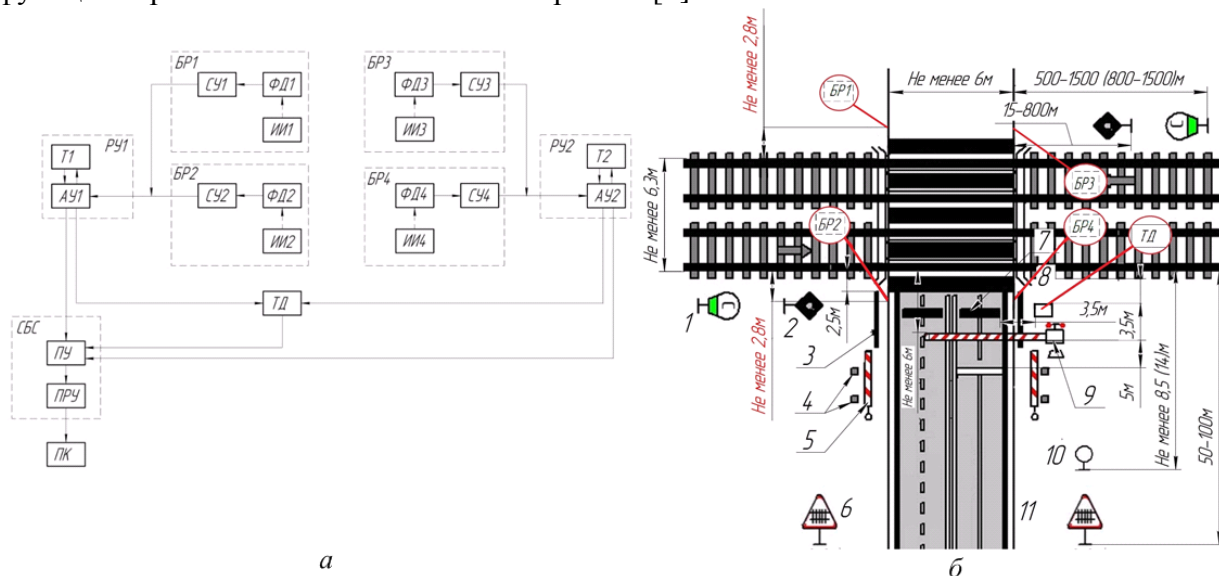 БР1
СУ1
ФД1
ИИ1
БР3
ФД3
СУ3
ИИ3
РУ1
Т1
АУ1
БР2
СУ2
ФД2
ИИ2
БР4
ФД4
СУ4
ИИ4
РУ2
Т2
АУ2
ТД
СБС
ПУ
ПРУ
ПК
а
Не менее 2,8м
БР1
Не менее 6м
500-1500 (800-1500)м
15-800м
С
Не менее 6,3м
БР3
БР2
БР4
ТД
7
8
1
С
2
2,5м
3,5м
3,5м
3
Не менее 2,8м
Не менее 6м
4
5
9
5м
Не менее 8,5 (14)м
50-100м
10
6
11
б